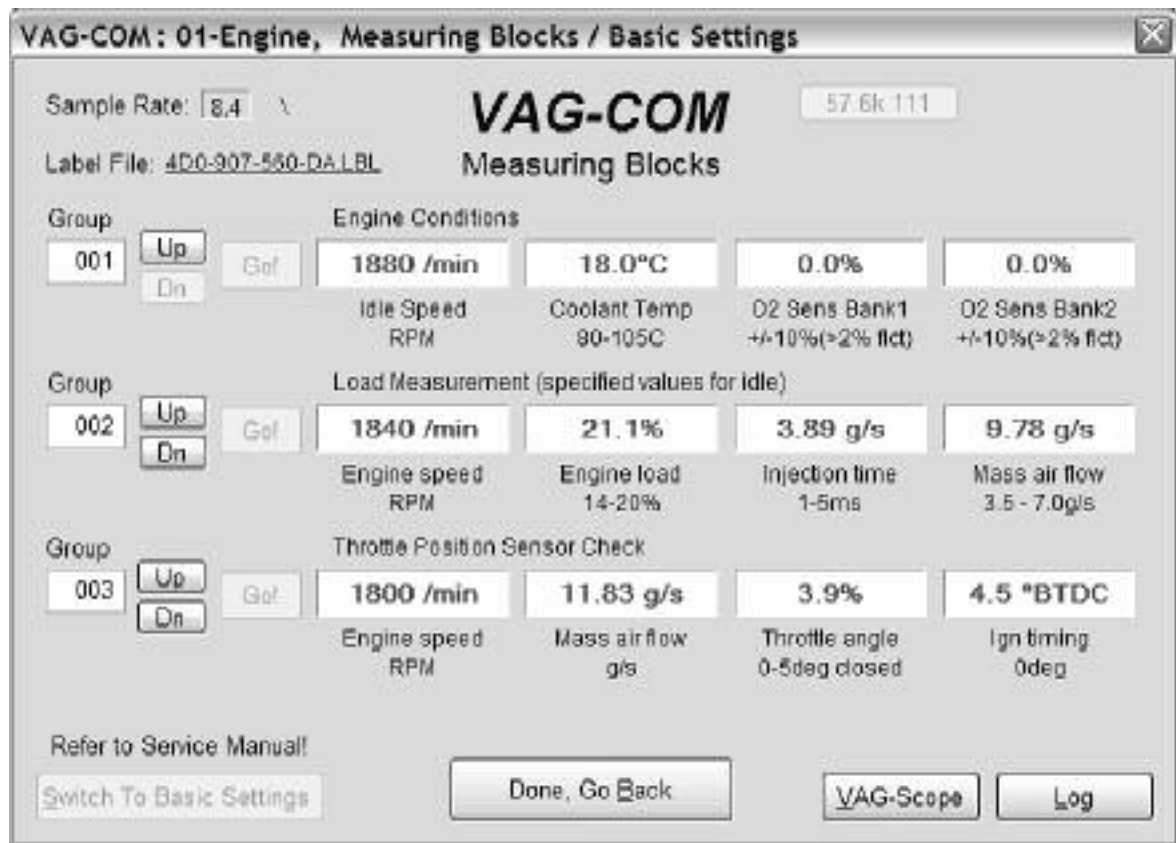 VAG-COM: 01-Engine, Measuring Blocks / Basic Settings
Sample Rate: 8.4 \
VAG-COM
57.6k 111
Label File: 4D0-907-560-DA.LBL
Measuring Blocks
Group
Engine Conditions
001
Up
Dn
Go!
1880 /min
18.0°C
0.0%
0.0%
Idle Speed
RPM
Coolant Temp
80-105C
O2 Sens Bank1
+/-10%(>2% flct)
O2 Sens Bank2
+/-10%(>2% flct)
Group
Load Measurement (specified values for idle)
002
Up
Dn
Go!
1840 /min
21.1%
3.89 g/s
9.78 g/s
Engine speed
RPM
Engine load
14-20%
Injection time
1-5ms
Mass air flow
3.5 - 7.0g/s
Group
Throttle Position Sensor Check
003
Up
Dn
Go!
1800 /min
11.83 g/s
3.9%
4.5 °BTDC
Engine speed
RPM
Mass air flow
g/s
Throttle angle
0-5deg closed
Ign timing
0deg
Refer to Service Manual!
Switch To Basic Settings
Done, Go Back
VAG-Scope
Log